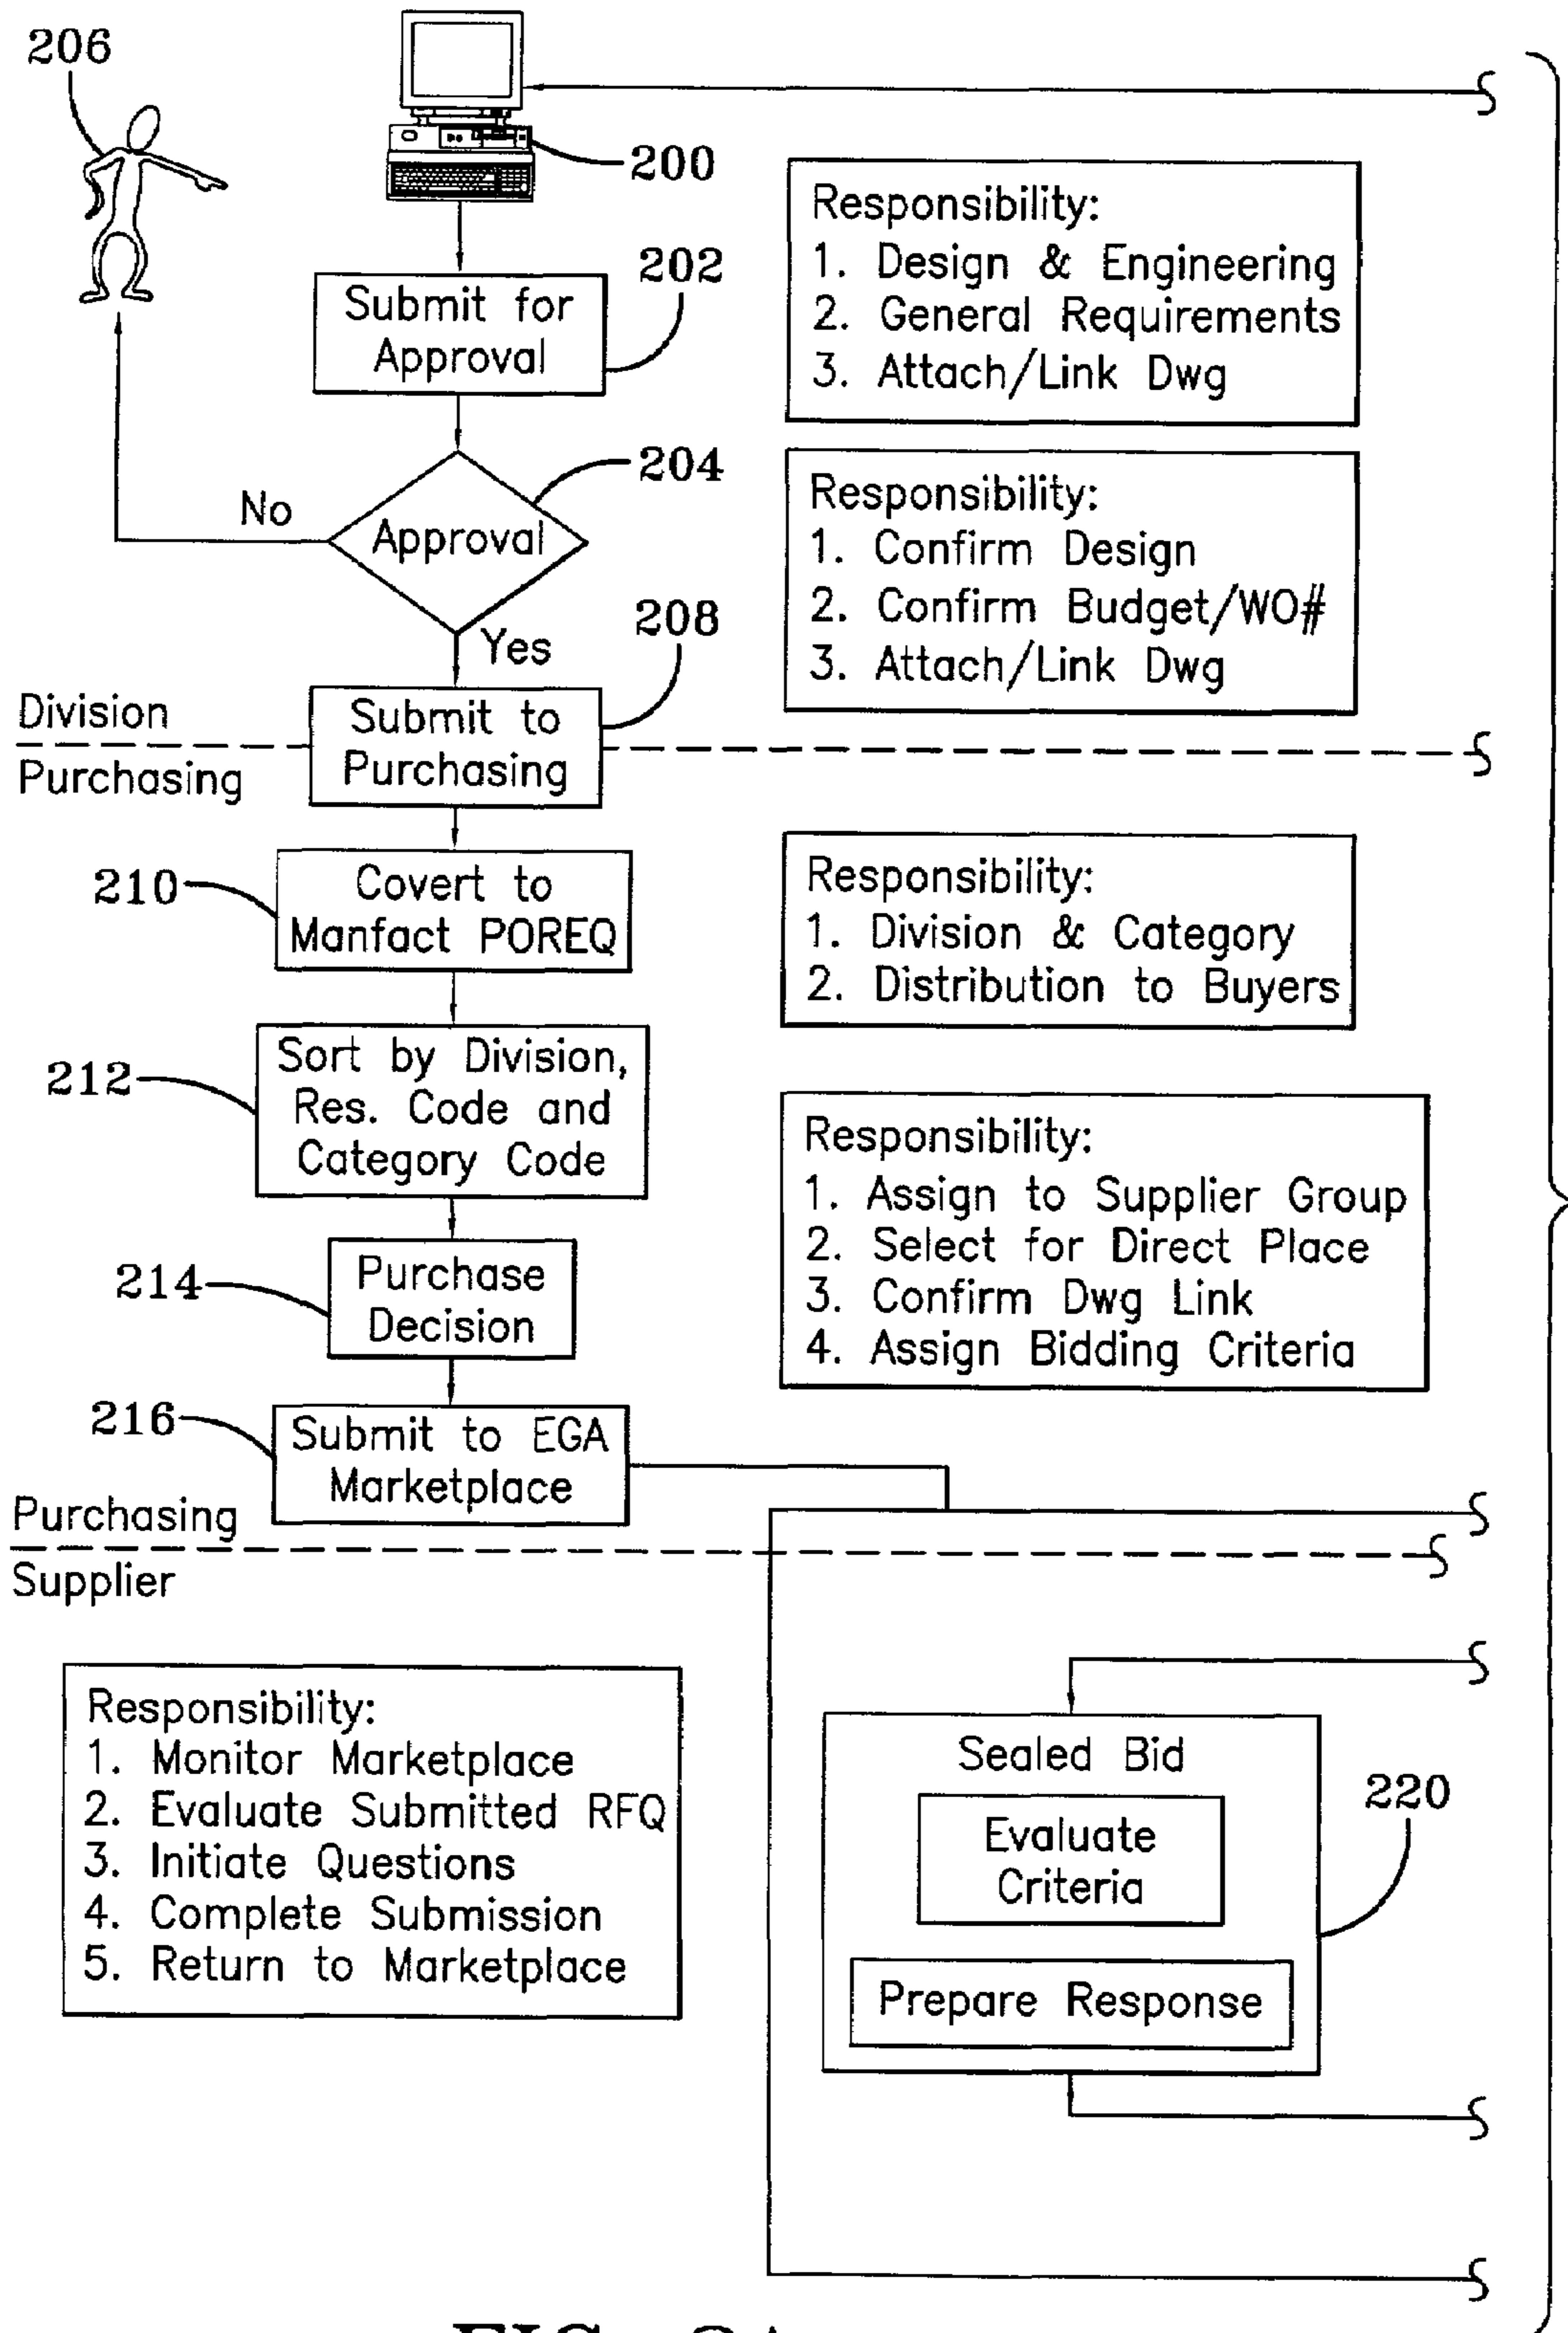 206
200
Responsibility:
1. Design & Engineering
2. General Requirements
3. Attach/Link Dwg
202
Submit for
Approval
204
No
Approval
Yes
Responsibility:
1. Confirm Design
2. Confirm Budget/WO#
3. Attach/Link Dwg
208
Division
Purchasing
Submit to
Purchasing
210
Covert to
Manfact POREQ
Responsibility:
1. Division & Category
2. Distribution to Buyers
212
Sort by Division,
Res. Code and
Category Code
Responsibility:
1. Assign to Supplier Group
2. Select for Direct Place
3. Confirm Dwg Link
4. Assign Bidding Criteria
214
Purchase
Decision
216
Submit to EGA
Marketplace
Purchasing
Supplier
Responsibility:
1. Monitor Marketplace
2. Evaluate Submitted RFQ
3. Initiate Questions
4. Complete Submission
5. Return to Marketplace
Sealed Bid
Evaluate
Criteria
Prepare Response
220